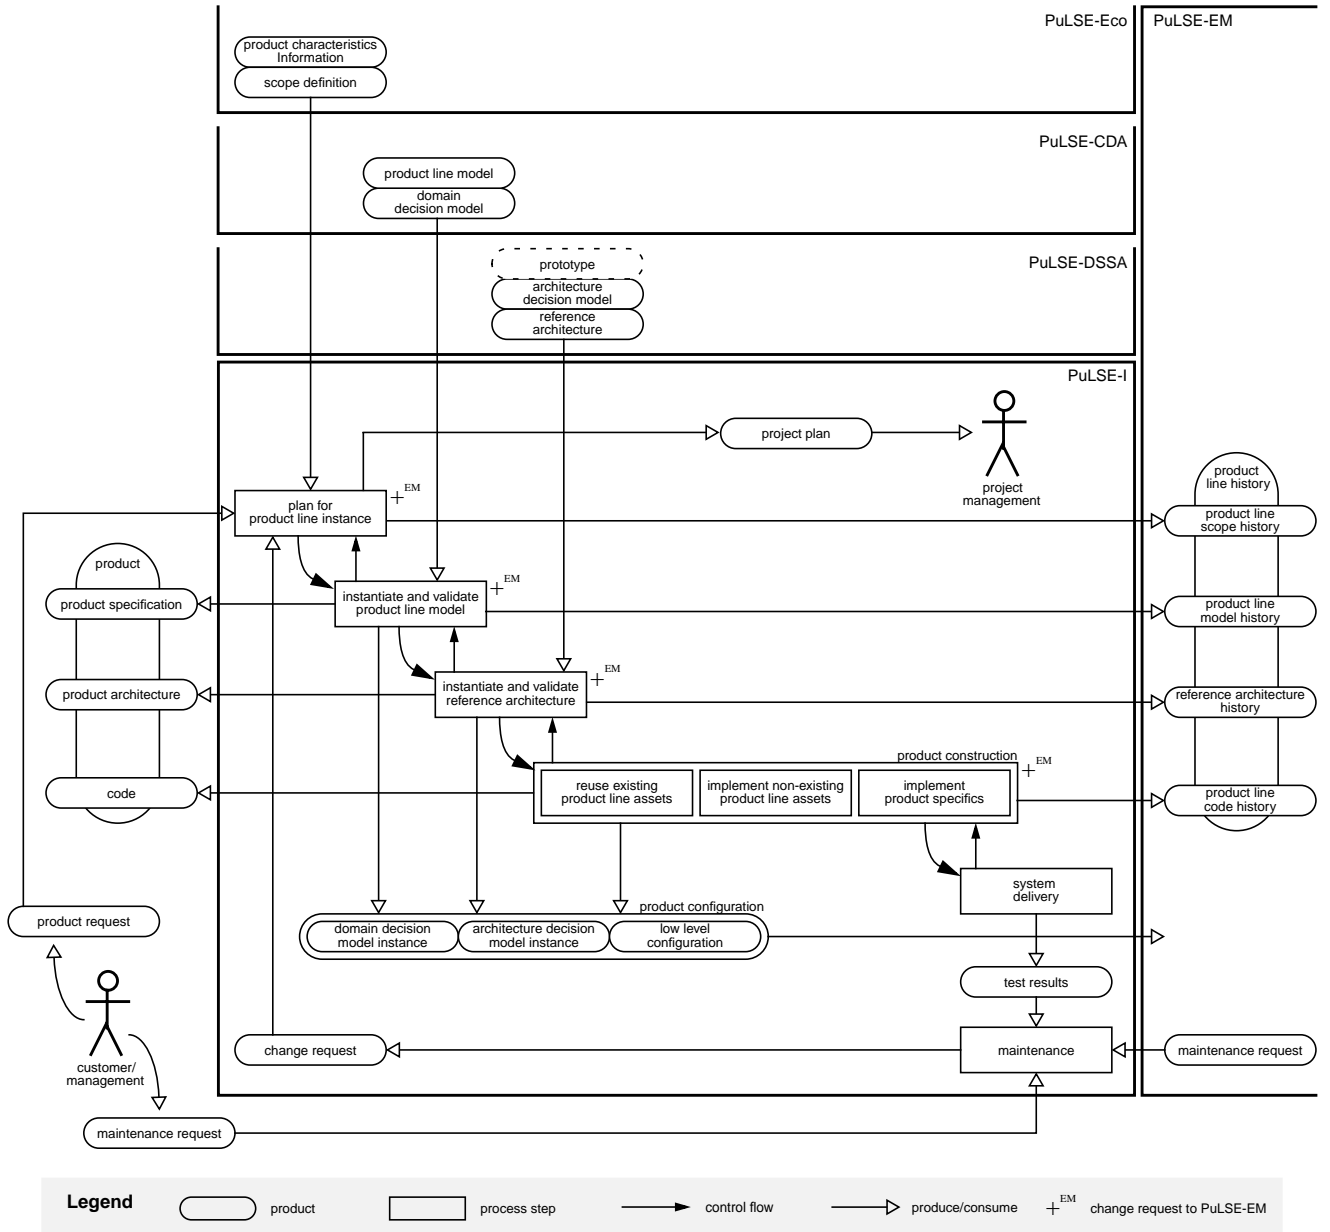 PuLSE-Eco
PuLSE-EM
product characteristics
Information
scope definition
PuLSE-CDA
product line model
domain
decision model
PuLSE-DSSA
prototype
architecture
decision model
reference
architecture
PuLSE-I
project plan
project
management
plan for
product line instance
+EM
product
line history
product line
scope history
product
product specification
instantiate and validate
product line model
+EM
product line
model history
product architecture
instantiate and validate
reference architecture
+EM
reference architecture
history
product construction
+EM
code
reuse existing
product line assets
implement non-existing
product line assets
implement
product specifics
product line
code history
system
delivery
product request
product configuration
domain decision
model instance
architecture decision
model instance
low level
configuration
test results
change request
maintenance
maintenance request
customer/
management
maintenance request
Legend
product
process step
control flow
produce/consume
+EM
change request to PuLSE-EM